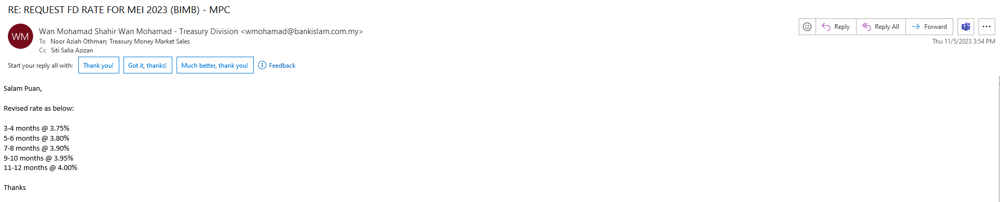 RE: REQUEST FD RATE FOR MEI 2023 (BIMB) - MPC
WM
Wan Mohamad Shahir Wan Mohamad - Treasury Division <wmohamad@bankislam.com.my>
To Noor Aziah Othman; Treasury Money Market Sales
Cc Siti Salia Azizan
Reply
Reply All
Forward
Thu 11/5/2023 3:54 PM
Start your reply all with:
Thank you!
Got it, thanks!
Much better, thank you!
Feedback
Salam Puan,
Revised rate as below:
3-4 months @ 3.75%
5-6 months @ 3.80%
7-8 months @ 3.90%
9-10 months @ 3.95%
11-12 months @ 4.00%
Thanks